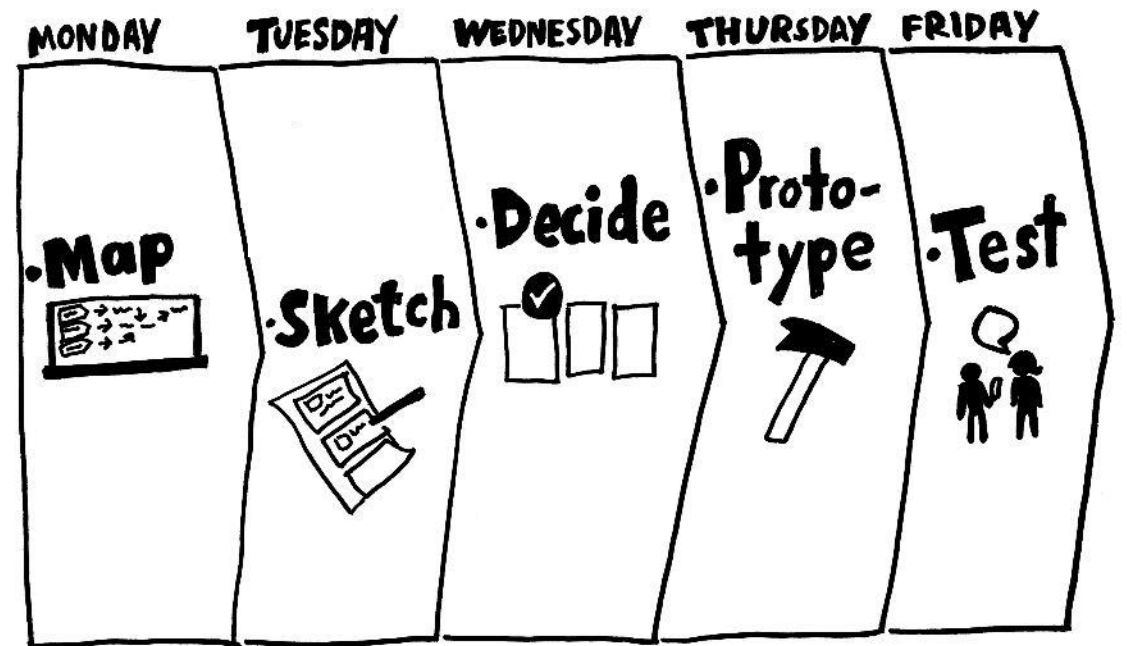 MONDAY TUESDAY WEDNESDAY THURSDAY FRIDAY
·Map
·Sketch
·Decide
·Proto-
type
·Test